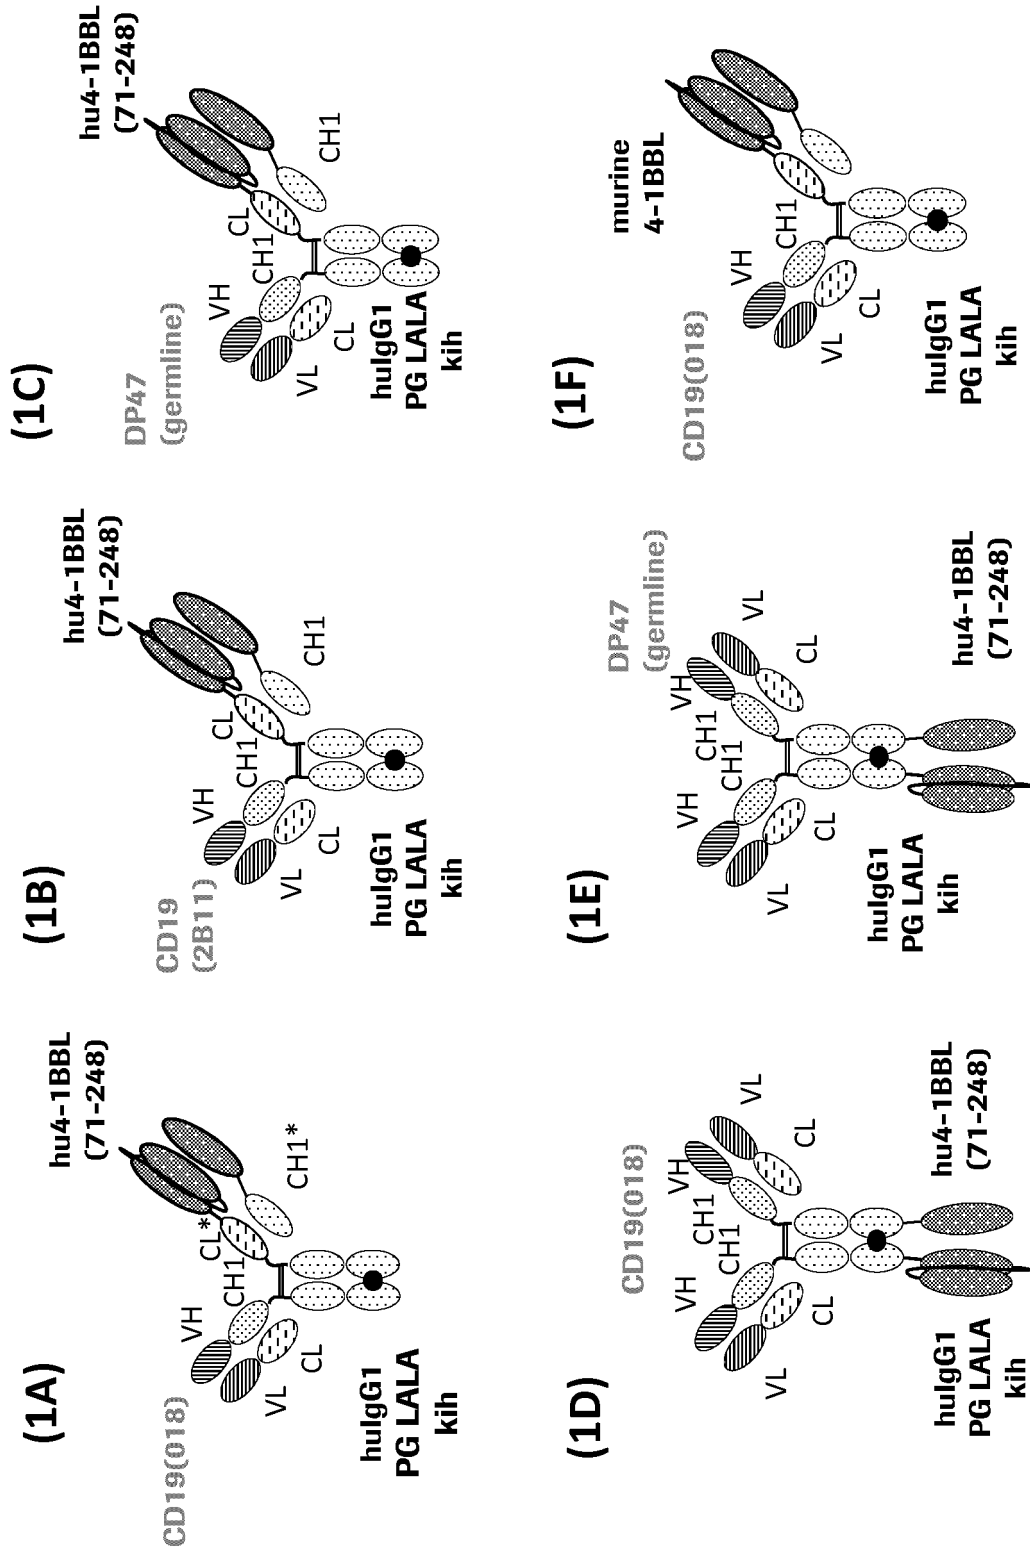 (1A)
CD19(018)
hu4-1BBL
(71-248)
VH
VL
CH1
CL
CL*
CH1*
huIgG1
PG LALA
kih
(1B)
CD19
(2B11)
hu4-1BBL
(71-248)
VH
VL
CH1
CL
CL
CH1
huIgG1
PG LALA
kih
(1C)
DP47
(germline)
hu4-1BBL
(71-248)
VH
VL
CH1
CL
CL
CH1
huIgG1
PG LALA
kih
(1D)
CD19(018)
VH
VL
CH1
CL
CH1
VH
VL
CL
huIgG1
PG LALA
kih
hu4-1BBL
(71-248)
(1E)
DP47
(germline)
VH
VL
CH1
CL
CH1
VH
VL
CL
huIgG1
PG LALA
kih
hu4-1BBL
(71-248)
(1F)
CD19(018)
murine
4-1BBL
VH
VL
CH1
CL
huIgG1
PG LALA
kih